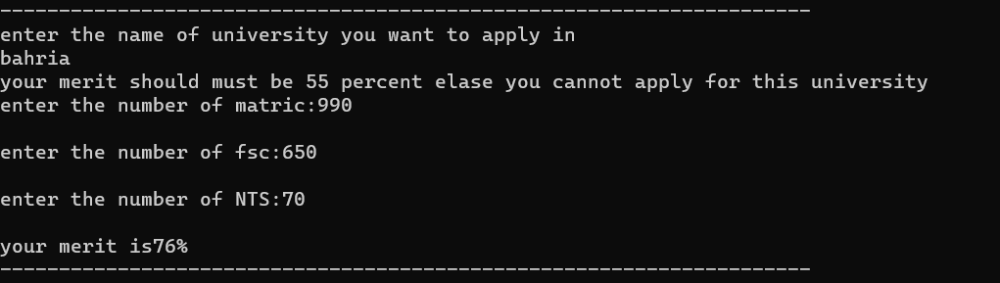 ---------------------------------------------------------------------
enter the name of university you want to apply in
bahria
your merit should must be 55 percent elase you cannot apply for this university
enter the number of matric:990
enter the number of fsc:650
enter the number of NTS:70
your merit is76%
---------------------------------------------------------------------